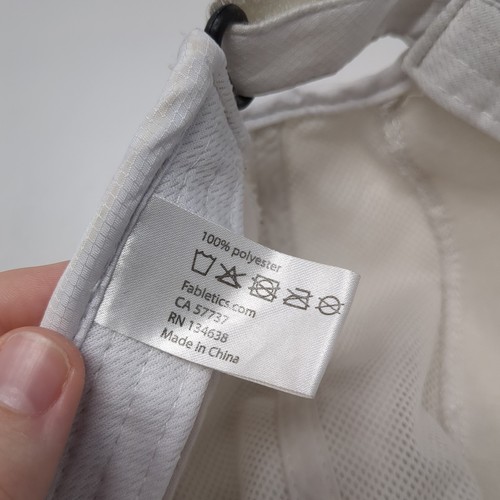 100% polyester
Fabletics.com
CA 57737
RN 134638
Made in China